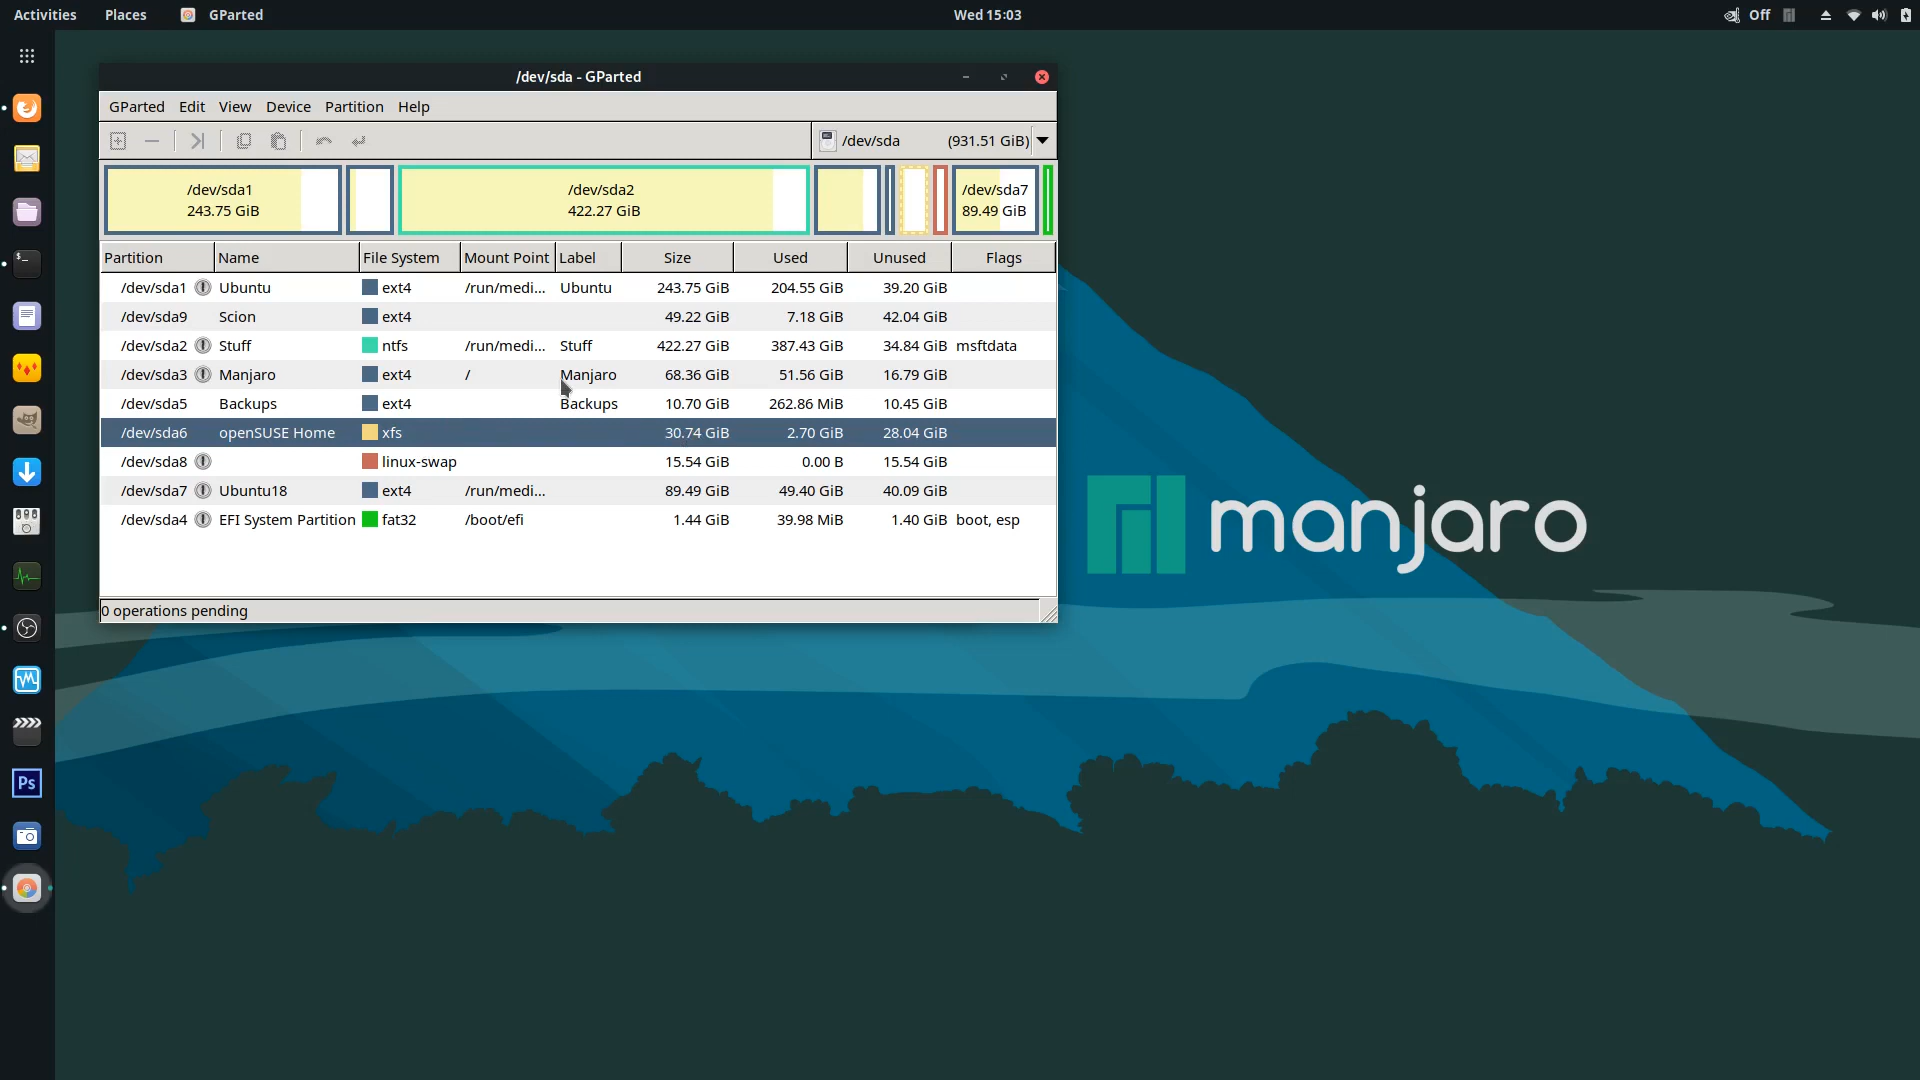 Activities Places GParted Wed 15:03 Off
/dev/sda - GParted
GParted Edit View Device Partition Help
/dev/sda (931.51 GiB)
/dev/sda1 /dev/sda2 /dev/sda7
243.75 GiB 422.27 GiB 89.49 GiB
Partition Name File System Mount Point Label Size Used Unused Flags
/dev/sda1 Ubuntu ext4 /run/medi... Ubuntu 243.75 GiB 204.55 GiB 39.20 GiB
/dev/sda9 Scion ext4 49.22 GiB 7.18 GiB 42.04 GiB
/dev/sda2 Stuff ntfs /run/medi... Stuff 422.27 GiB 387.43 GiB 34.84 GiB msftdata
/dev/sda3 Manjaro ext4 / Manjaro 68.36 GiB 51.56 GiB 16.79 GiB
/dev/sda5 Backups ext4 Backups 10.70 GiB 262.86 MiB 10.45 GiB
/dev/sda6 openSUSE Home xfs 30.74 GiB 2.70 GiB 28.04 GiB
/dev/sda8 linux-swap 15.54 GiB 0.00 B 15.54 GiB
/dev/sda7 Ubuntu18 ext4 /run/medi... 89.49 GiB 49.40 GiB 40.09 GiB
/dev/sda4 EFI System Partition fat32 /boot/efi 1.44 GiB 39.98 MiB 1.40 GiB boot, esp
0 operations pending
manjaro
Ps